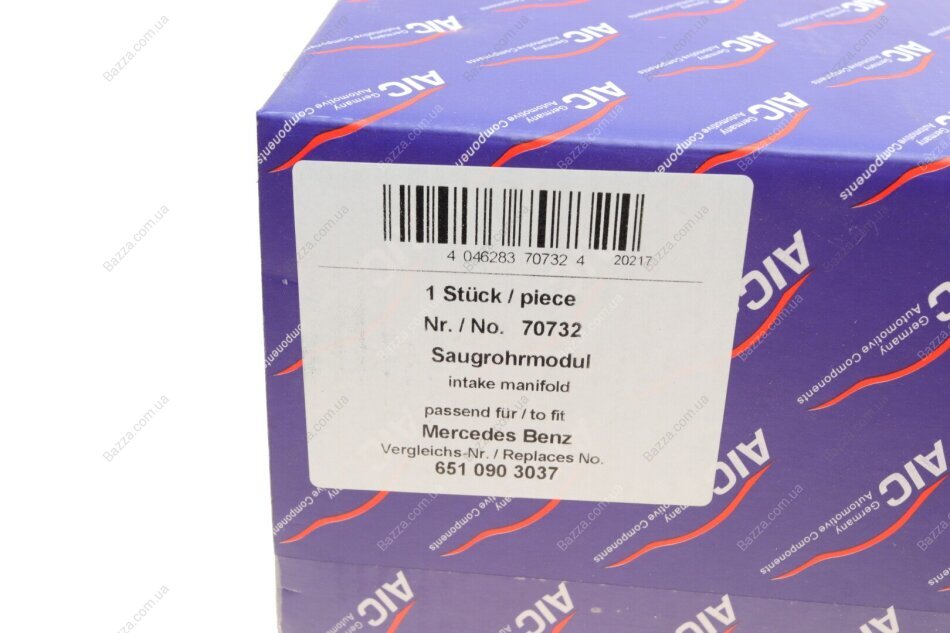 4 046283 70732 4 20217
1 Stück / piece
Nr. / No. 70732
Saugrohrmodul
intake manifold
passend für / to fit
Mercedes Benz
Vergleichs-Nr. / Replaces No.
651 090 3037
AIC
Germany
Automotive Components
Bazza.com.ua